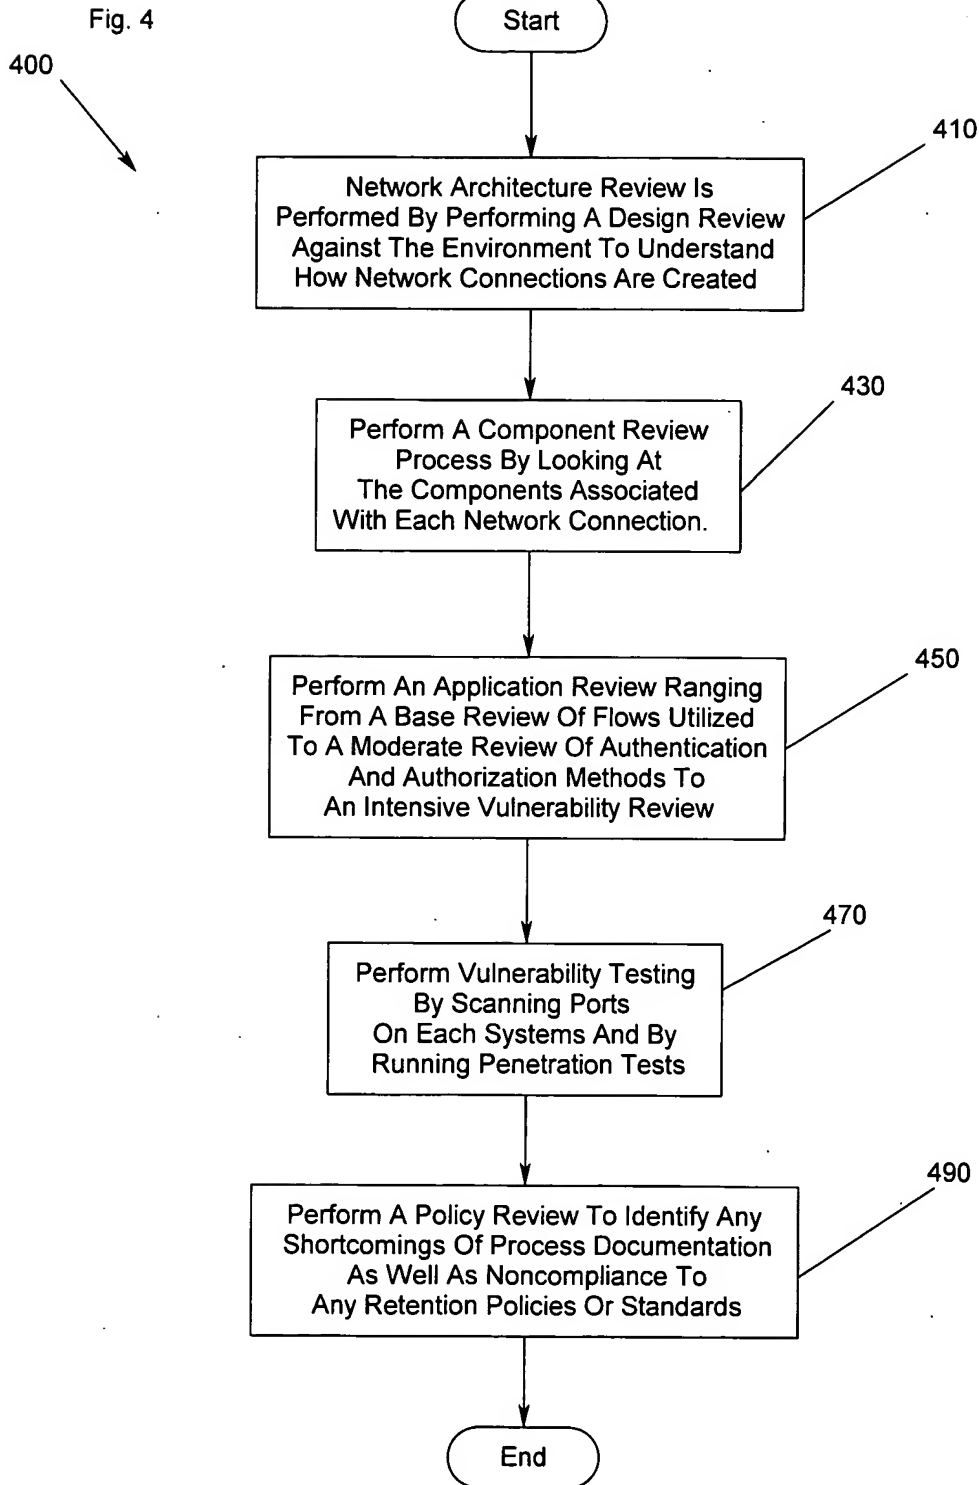 Fig. 4
Start
400
410
Network Architecture Review Is
Performed By Performing A Design Review
Against The Environment To Understand
How Network Connections Are Created
430
Perform A Component Review
Process By Looking At
The Components Associated
With Each Network Connection.
450
Perform An Application Review Ranging
From A Base Review Of Flows Utilized
To A Moderate Review Of Authentication
And Authorization Methods To
An Intensive Vulnerability Review
470
Perform Vulnerability Testing
By Scanning Ports
On Each Systems And By
Running Penetration Tests
490
Perform A Policy Review To Identify Any
Shortcomings Of Process Documentation
As Well As Noncompliance To
Any Retention Policies Or Standards
End